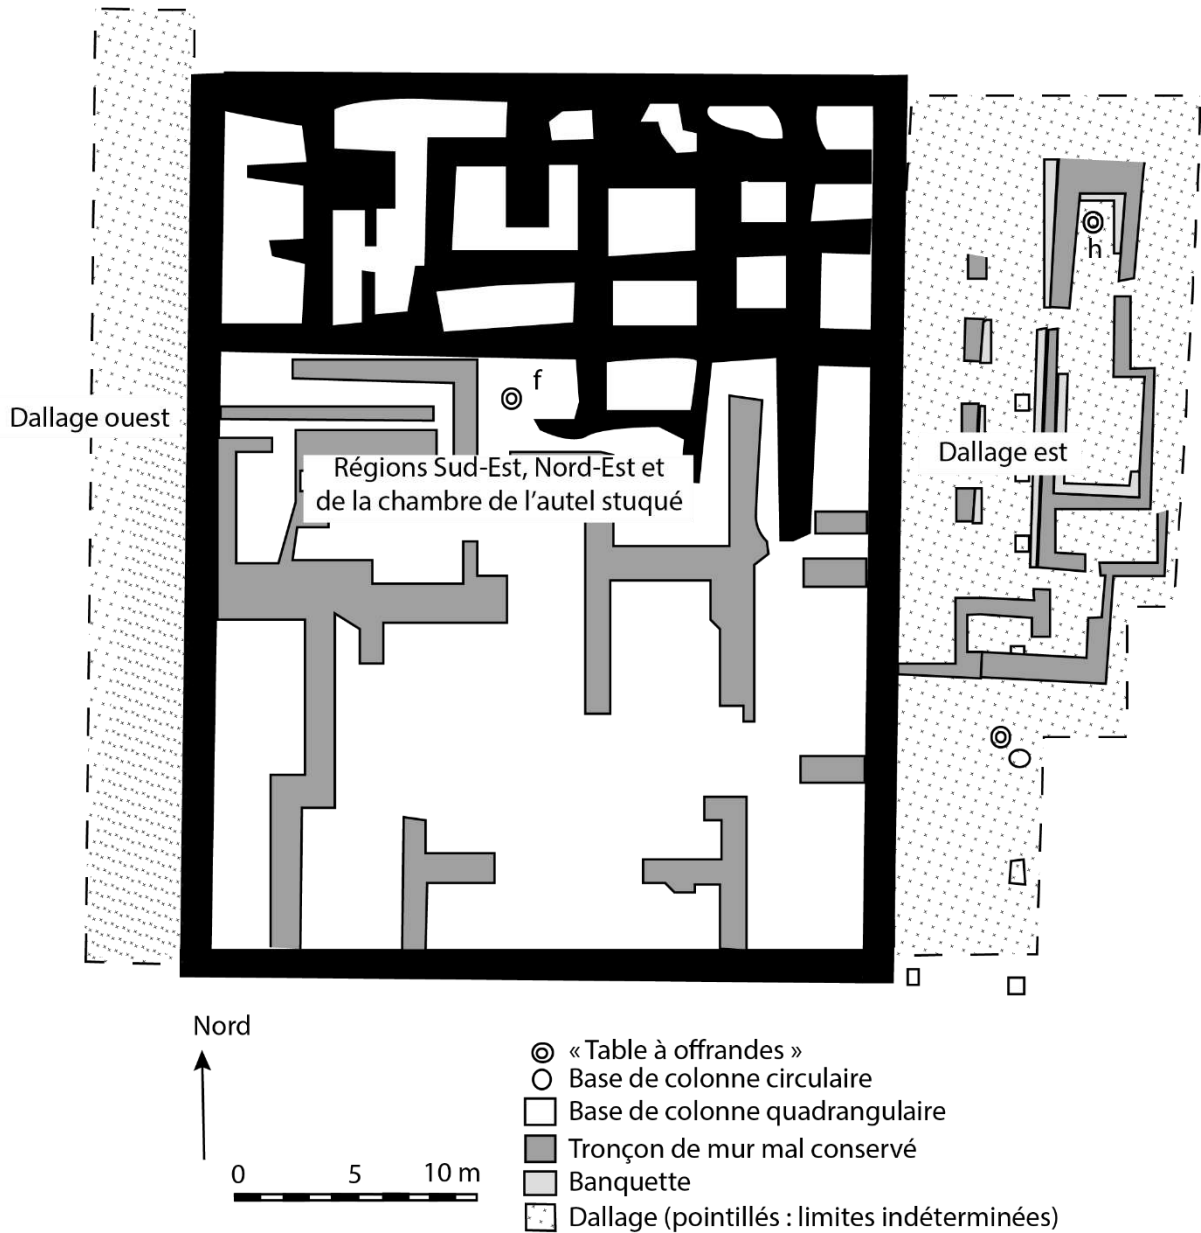 h
f
Dallage ouest
Dallage est
Régions Sud-Est, Nord-Est et
de la chambre de l'autel stuqué
Nord
0 5 10 m
« Table à offrandes »
Base de colonne circulaire
Base de colonne quadrangulaire
Tronçon de mur mal conservé
Banquette
Dallage (pointillés : limites indéterminées)